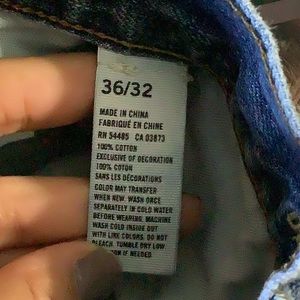 36/32
MADE IN CHINA
FABRIQUÉ EN CHINE
RN 54485 CA 03873
100% COTTON
EXCLUSIVE OF DECORATION
100% COTON
SANS LES DÉCORATIONS
COLOR MAY TRANSFER
WHEN NEW. WASH ONCE
SEPARATELY IN COLD WATER
BEFORE WEARING. MACHINE
WASH COLD INSIDE OUT
WITH LIKE COLORS. DO NOT
BLEACH. TUMBLE DRY LOW
IF NEEDED